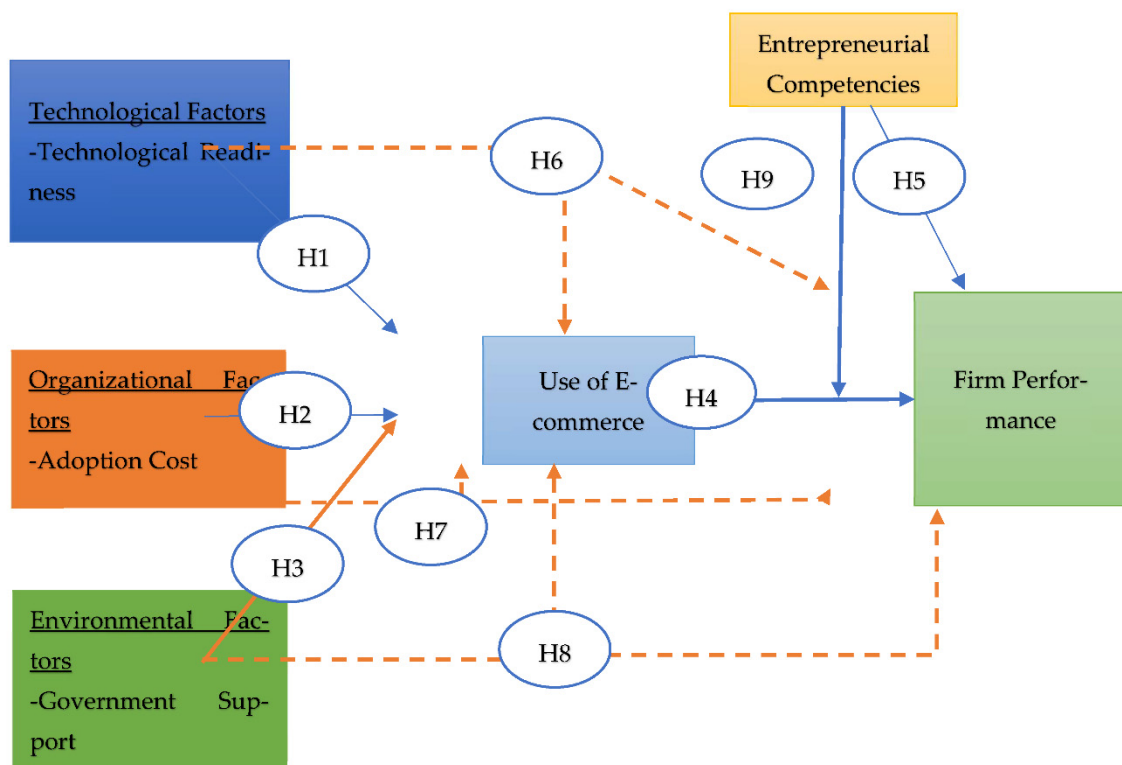 Entrepreneurial
Competencies
Technological Factors
-Technological Readi-
ness
H6
H9
H5
H1
Organizational Fac-
tors
-Adoption Cost
H2
Use of E-
commerce
H4
Firm Perfor-
mance
H7
H3
Environmental Fac-
tors
-Government Sup-
port
H8